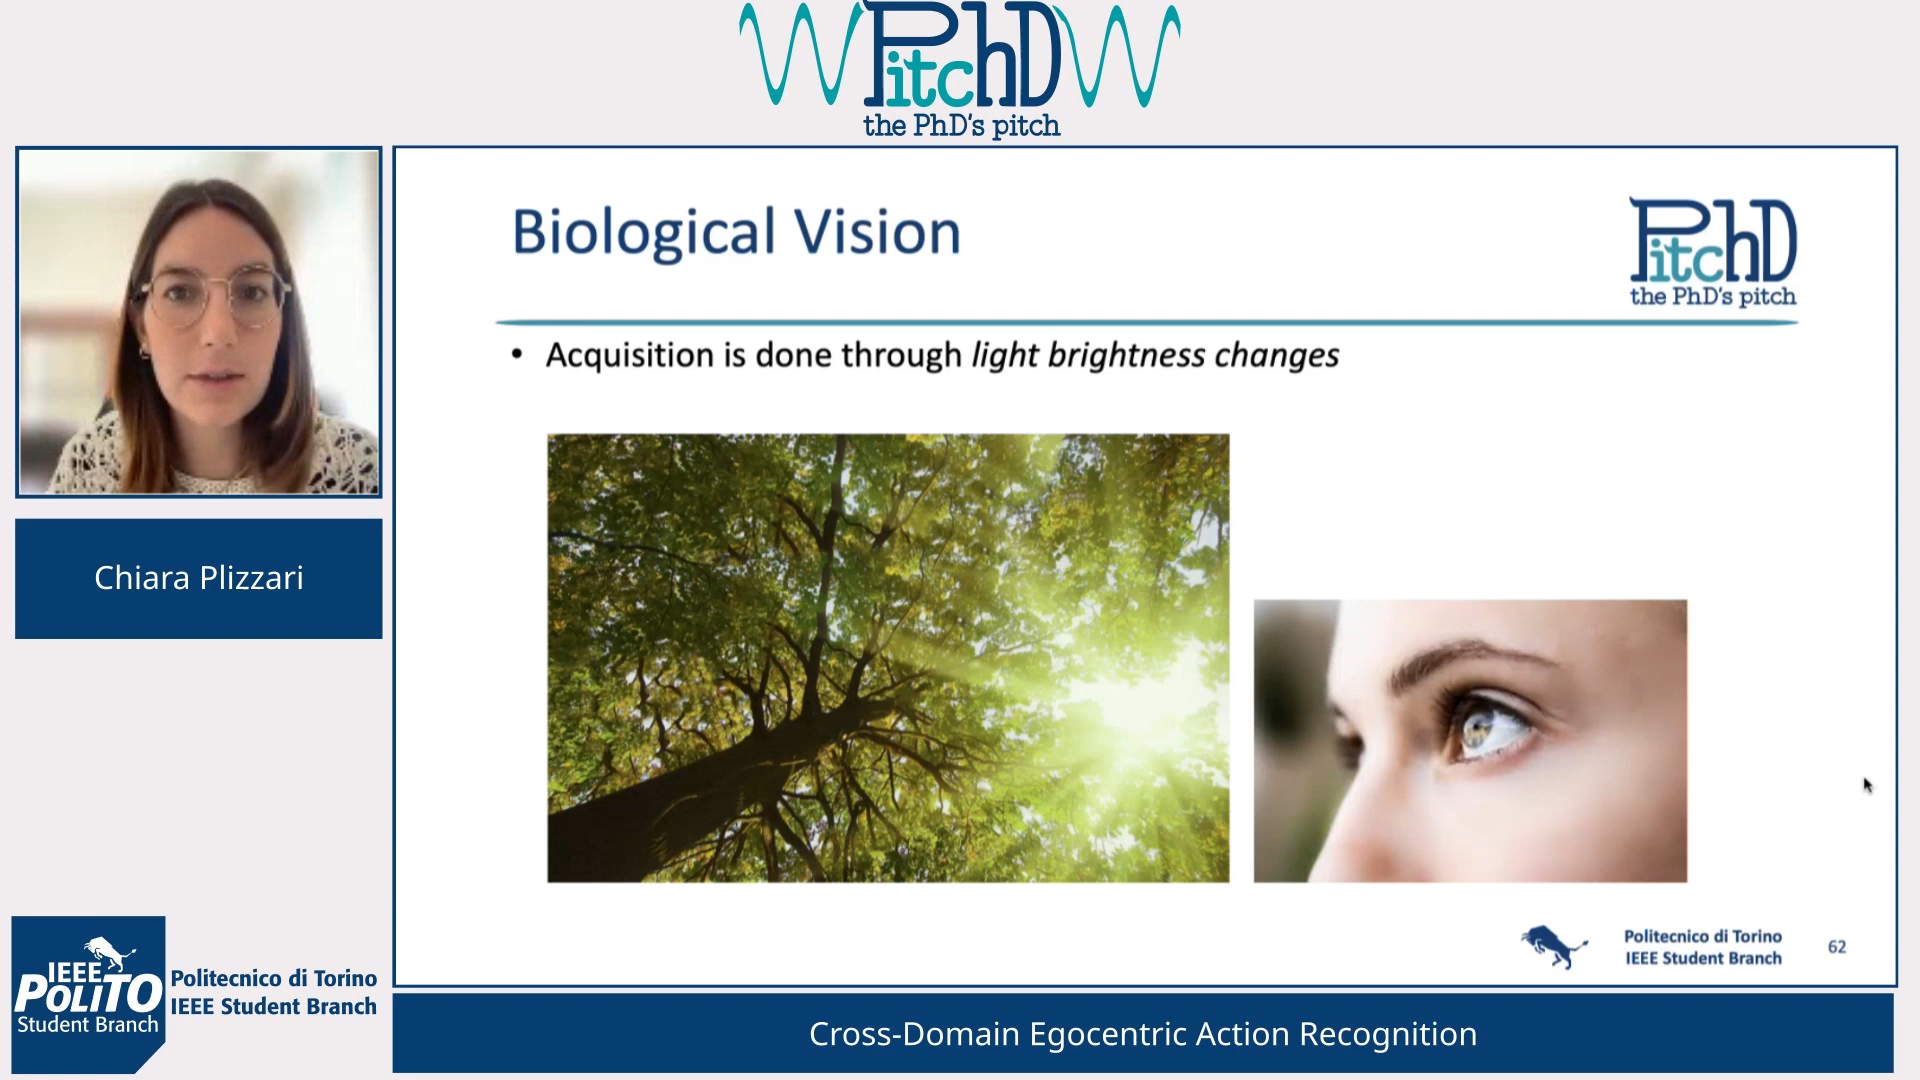 W PitchD W
the PhD's pitch
Chiara Plizzari
Biological Vision
PitchD
the PhD's pitch
• Acquisition is done through light brightness changes
Politecnico di Torino
IEEE Student Branch
62
IEEE
POLITO
Student Branch
Politecnico di Torino
IEEE Student Branch
Cross-Domain Egocentric Action Recognition